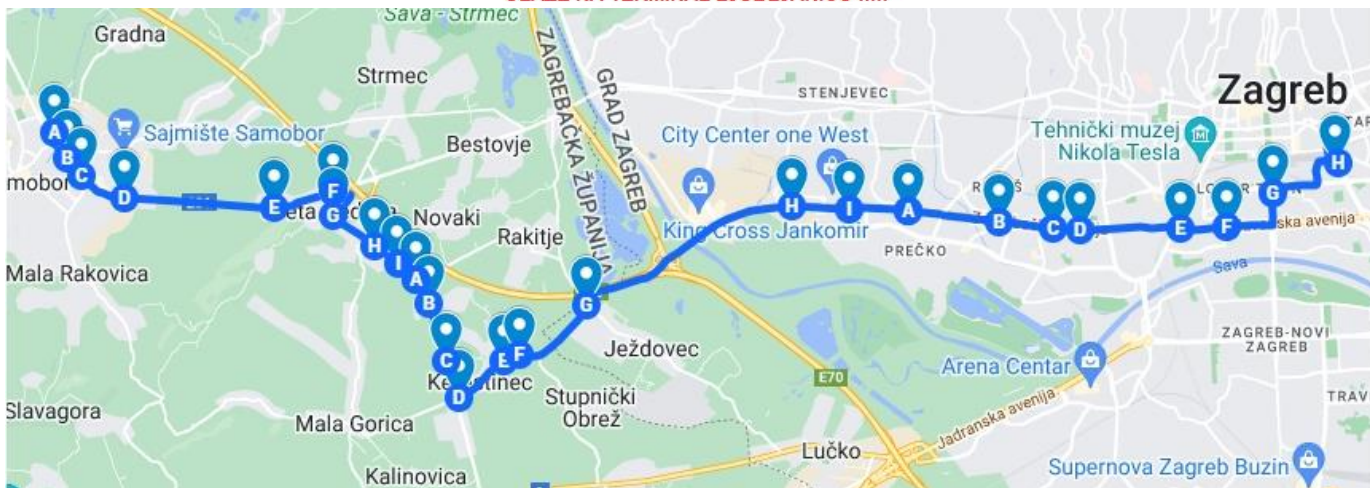 Sava - Strmec
Gradna
Strmec
ZAGREBAČKA ŽUPANIJA
GRAD ZAGREB
STENJEVEC
Zagreb
Sajmište Samobor
City Center one West
Tehnički muzej
Nikola Tesla
Bestovje
A
B
C
D
E
F
G
H
I
A
B
C
D
E
F
G
H
I
A
B
C
D
E
F
G
H
Novaki
Rakitje
King Cross Jankomir
PREČKO
Sava
Mala Rakovica
ZAGREB-NOVI
ZAGREB
Ježdovec
Arena Centar
E70
Jadranska avenija
Slavagora
Mala Gorica
Stupnički
Obrež
Lučko
Kalinovica
Supernova Zagreb Buzin